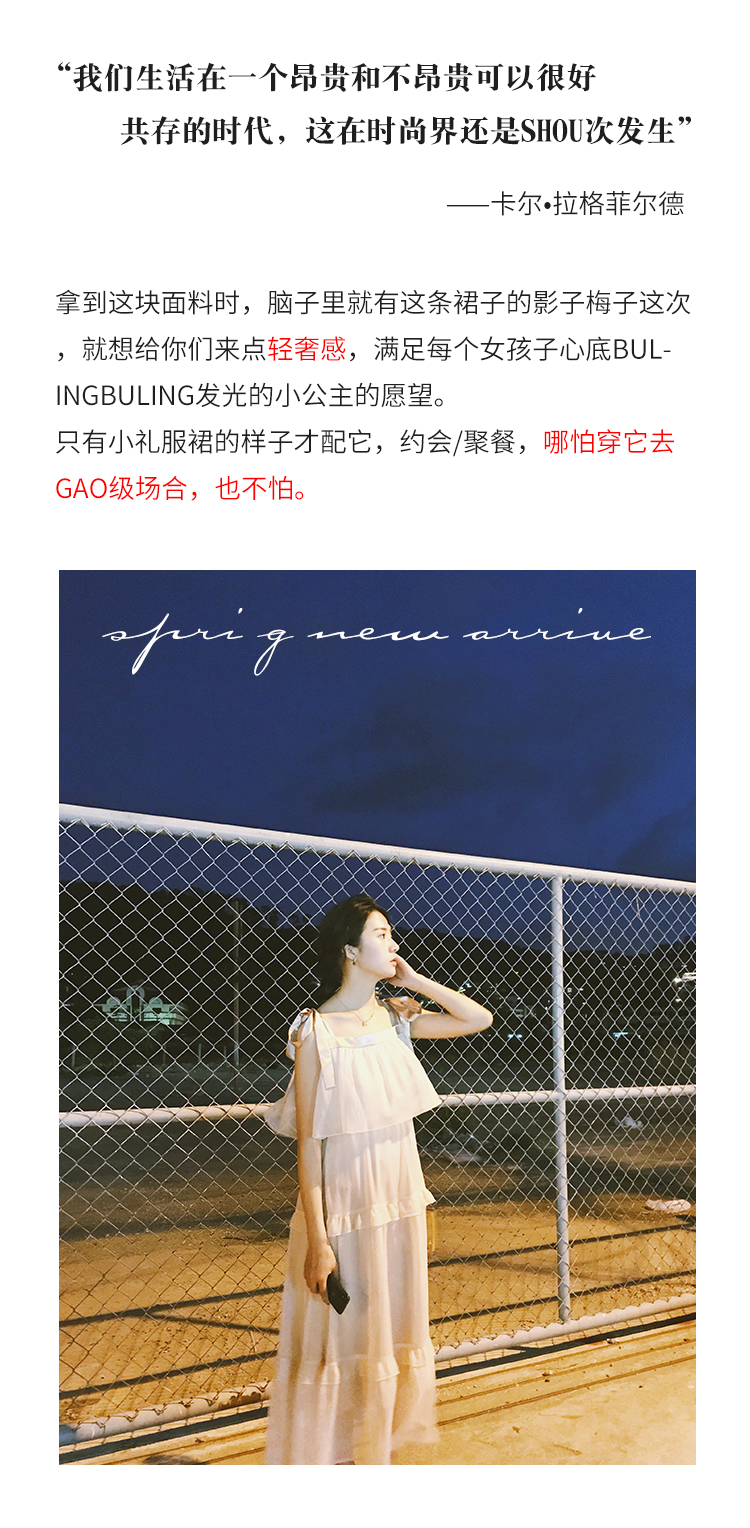 “我们生活在一个昂贵和不昂贵可以很好
共存的时代，这在时尚界还是SHOU次发生”
——卡尔•拉格菲尔德
拿到这块面料时，脑子里就有这条裙子的影子梅子这次
，就想给你们来点轻奢感，满足每个女孩子心底BUL-
INGBULING发光的小公主的愿望。
只有小礼服裙的样子才配它，约会/聚餐，哪怕穿它去
GAO级场合，也不怕。
spri g new arrive